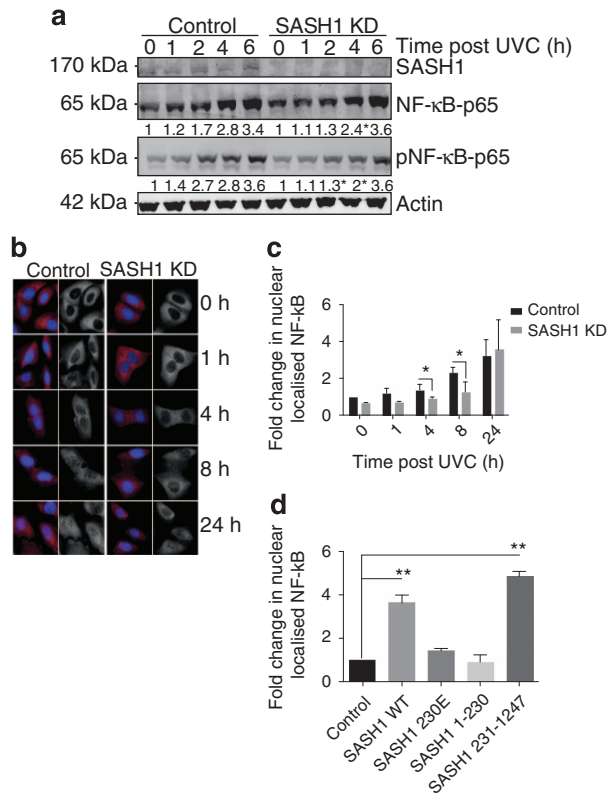 a
Control SASH1 KD
0 1 2 4 6 0 1 2 4 6 Time post UVC (h)
170 kDa SASH1
65 kDa NF-κB-p65
1 1.2 1.7 2.8 3.4 1 1.1 1.3 2.4* 3.6
65 kDa pNF-κB-p65
1 1.4 2.7 2.8 3.6 1 1.1 1.3* 2* 3.6
42 kDa Actin
b
Control SASH1 KD
0 h
1 h
4 h
8 h
24 h
c
Fold change in nuclear
localised NF-kB
6
4
2
0
* *
Control
SASH1 KD
0 1 4 8 24
Time post UVC (h)
d
Fold change in nuclear
localised NF-kB
6
4
2
0
** **
Control
SASH1 WT
SASH1 230E
SASH1 1-230
SASH1 231-1247